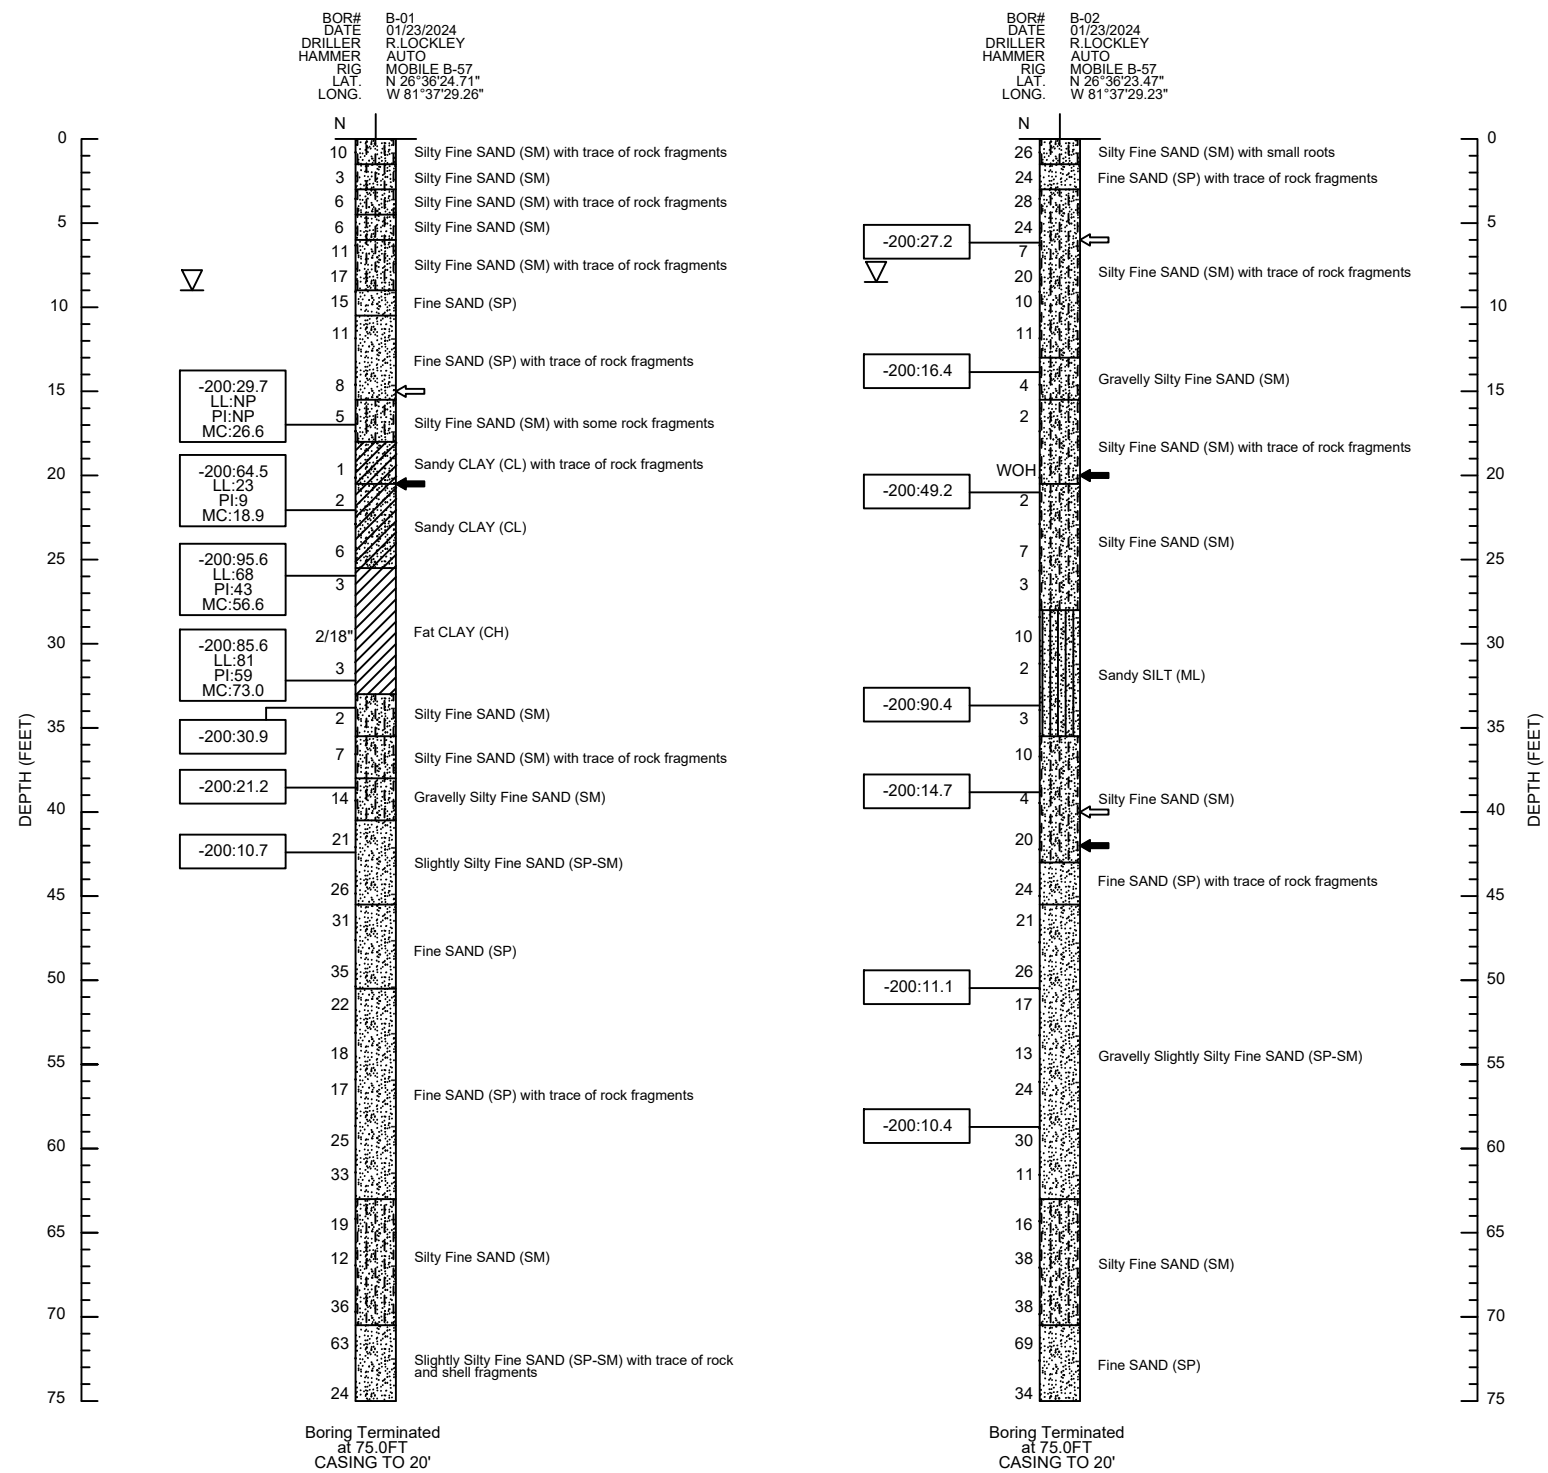 BOR# B-01
DATE 01/23/2024
DRILLER R.LOCKLEY
HAMMER AUTO
RIG MOBILE B-57
LAT. N 26°36'24.71"
LONG. W 81°37'29.26"
N
10 Silty Fine SAND (SM) with trace of rock fragments
3 Silty Fine SAND (SM)
6 Silty Fine SAND (SM) with trace of rock fragments
6 Silty Fine SAND (SM)
11
Silty Fine SAND (SM) with trace of rock fragments
17
15 Fine SAND (SP)
11
Fine SAND (SP) with trace of rock fragments
8
-200:29.7
LL:NP
PI:NP
MC:26.6
5 Silty Fine SAND (SM) with some rock fragments
1 Sandy CLAY (CL) with trace of rock fragments
-200:64.5
LL:23
PI:9
MC:18.9
2
Sandy CLAY (CL)
6
-200:95.6
LL:68
PI:43
MC:56.6
3
2/18" Fat CLAY (CH)
-200:85.6
LL:81
PI:59
MC:73.0
3
2 Silty Fine SAND (SM)
-200:30.9
7 Silty Fine SAND (SM) with trace of rock fragments
-200:21.2
14 Gravelly Silty Fine SAND (SM)
21
-200:10.7
Slightly Silty Fine SAND (SP-SM)
26
31
Fine SAND (SP)
35
22
18
17 Fine SAND (SP) with trace of rock fragments
25
33
19
12 Silty Fine SAND (SM)
36
63
Slightly Silty Fine SAND (SP-SM) with trace of rock
and shell fragments
24
Boring Terminated
at 75.0FT
CASING TO 20'
0
5
10
15
20
25
30
35
40
45
50
55
60
65
70
75
DEPTH (FEET)
BOR# B-02
DATE 01/23/2024
DRILLER R.LOCKLEY
HAMMER AUTO
RIG MOBILE B-57
LAT. N 26°36'23.47"
LONG. W 81°37'29.23"
N
26 Silty Fine SAND (SM) with small roots
24 Fine SAND (SP) with trace of rock fragments
28
24
-200:27.2
7
20 Silty Fine SAND (SM) with trace of rock fragments
10
11
-200:16.4
4 Gravelly Silty Fine SAND (SM)
2
Silty Fine SAND (SM) with trace of rock fragments
WOH
-200:49.2
2
Silty Fine SAND (SM)
7
3
10
2 Sandy SILT (ML)
-200:90.4
3
10
-200:14.7
4 Silty Fine SAND (SM)
20
24 Fine SAND (SP) with trace of rock fragments
21
26
-200:11.1
17
13 Gravelly Slightly Silty Fine SAND (SP-SM)
24
-200:10.4
30
11
16
38 Silty Fine SAND (SM)
38
69
Fine SAND (SP)
34
Boring Terminated
at 75.0FT
CASING TO 20'
0
5
10
15
20
25
30
35
40
45
50
55
60
65
70
75
DEPTH (FEET)